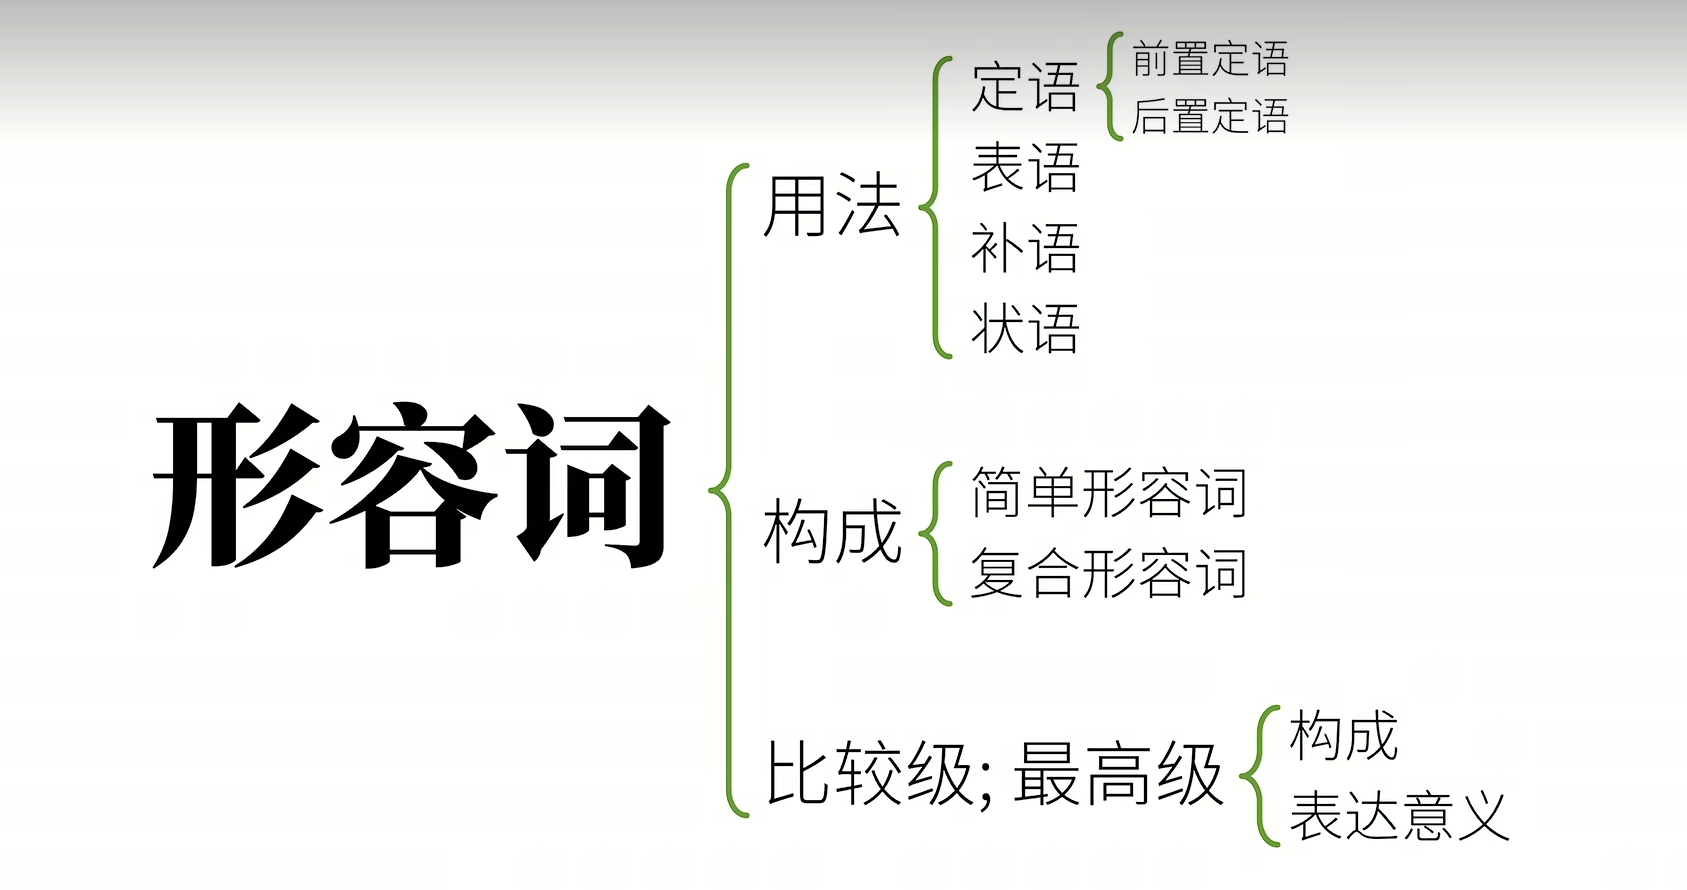 形容词
用法
定语
前置定语
后置定语
表语
补语
状语
构成
简单形容词
复合形容词
比较级; 最高级
构成
表达意义